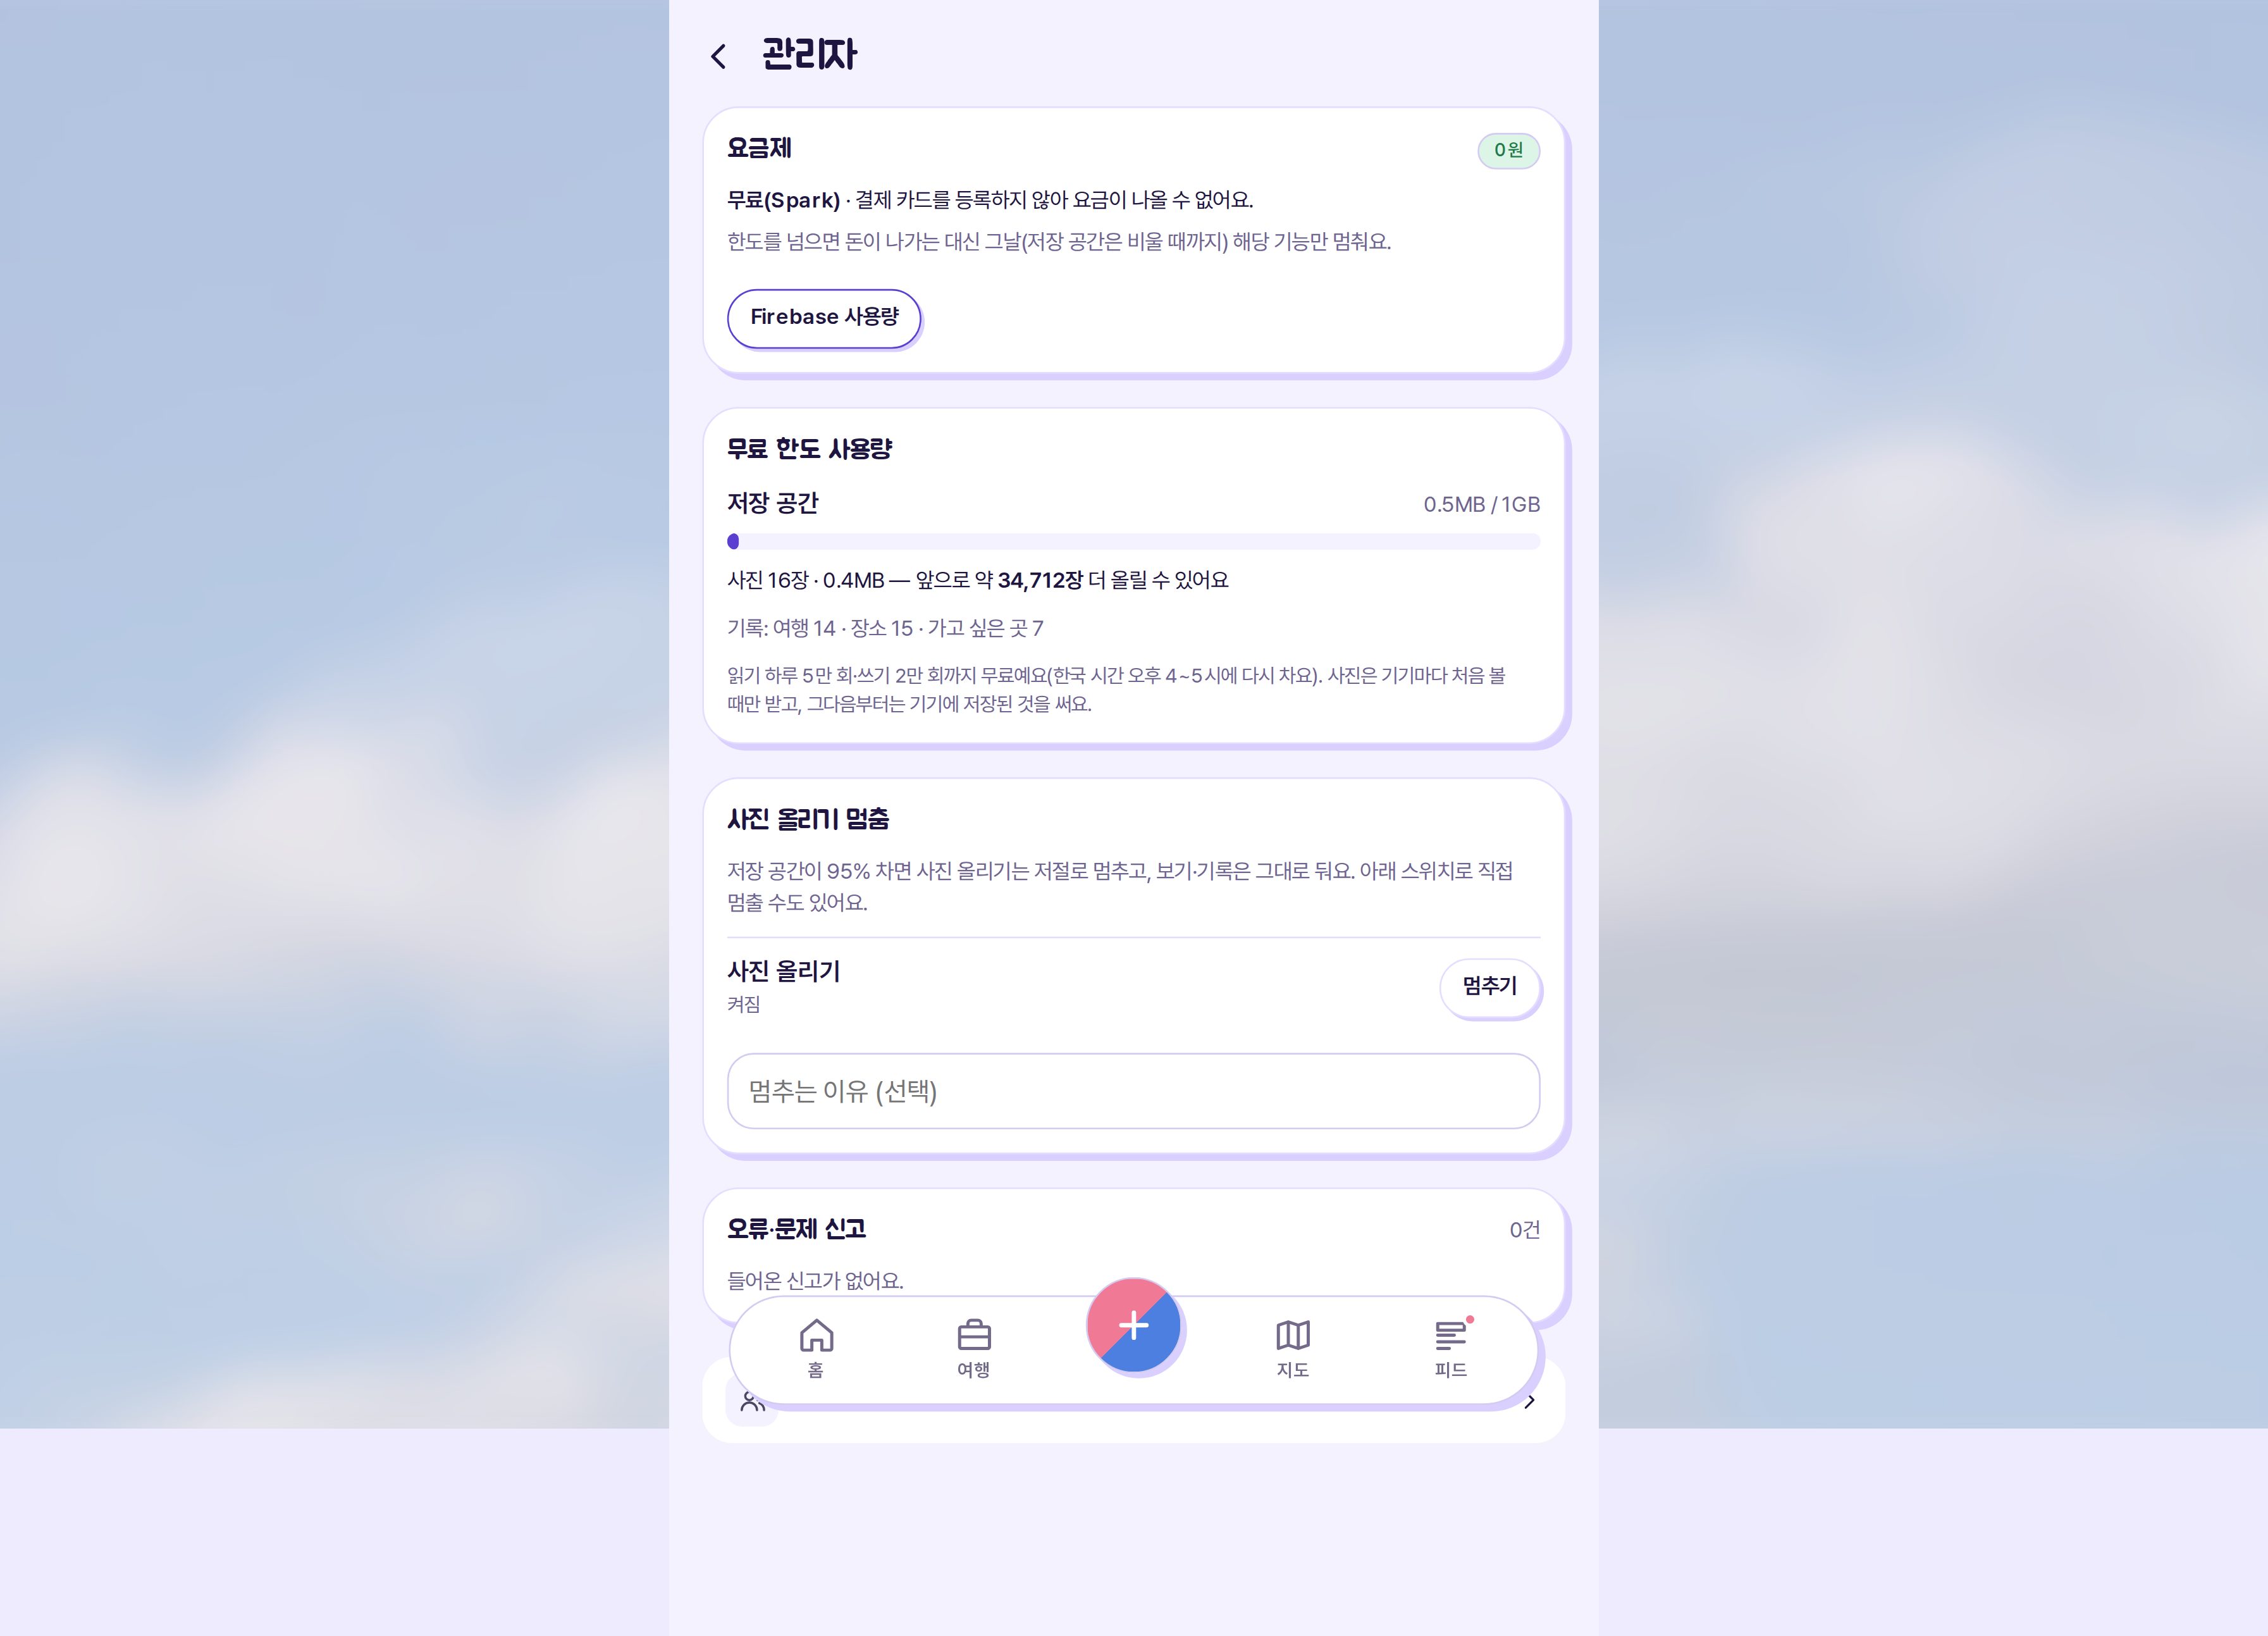 관리자
요금제
0원
무료(Spark) · 결제 카드를 등록하지 않아 요금이 나올 수 없어요.
한도를 넘으면 돈이 나가는 대신 그날(저장 공간은 비울 때까지) 해당 기능만 멈춰요.
Firebase 사용량
무료 한도 사용량
저장 공간
0.5MB / 1GB
사진 16장 · 0.4MB — 앞으로 약 34,712장 더 올릴 수 있어요
기록: 여행 14 · 장소 15 · 가고 싶은 곳 7
읽기 하루 5만 회·쓰기 2만 회까지 무료예요(한국 시간 오후 4~5시에 다시 차요). 사진은 기기마다 처음 볼
때만 받고, 그다음부터는 기기에 저장된 것을 써요.
사진 올리기 멈춤
저장 공간이 95% 차면 사진 올리기는 저절로 멈추고, 보기·기록은 그대로 둬요. 아래 스위치로 직접
멈출 수도 있어요.
사진 올리기
켜짐
멈추기
멈추는 이유 (선택)
오류·문제 신고
0건
들어온 신고가 없어요.
홈
여행
지도
피드